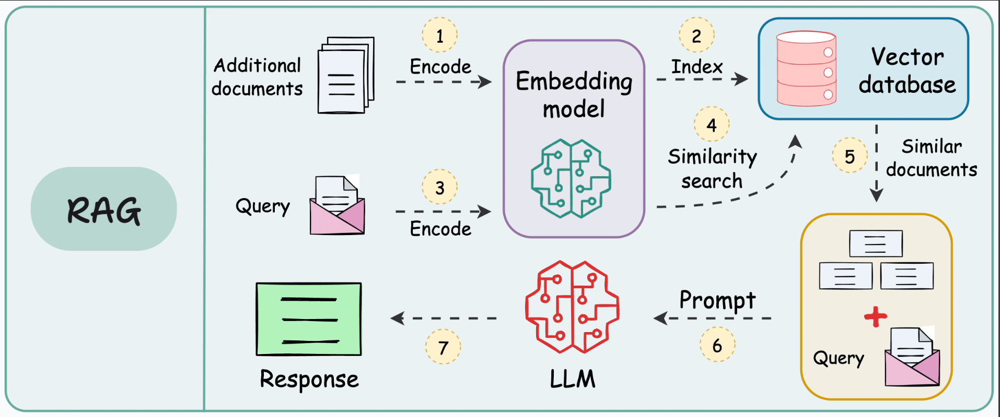 RAG
Additional
documents
1
Encode
Embedding
model
2
Index
Vector
database
Query
3
Encode
4
Similarity
search
5
Similar
documents
Query
Prompt
6
LLM
7
Response